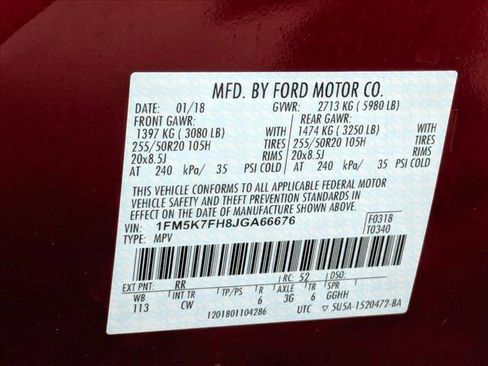 MFD. BY FORD MOTOR CO.
DATE: 01/18 GVWR: 2713 KG ( 5980 LB)
FRONT GAWR: REAR GAWR:
1397 KG ( 3080 LB) WITH 1474 KG ( 3250 LB) WITH
255/50R20 105H TIRES 255/50R20 105H TIRES
20x8.5J RIMS 20x8.5J RIMS
AT 240 kPa/ 35 PSI COLD AT 240 kPa/ 35 PSI COLD
THIS VEHICLE CONFORMS TO ALL APPLICABLE FEDERAL MOTOR
VEHICLE SAFETY AND THEFT PREVENTION STANDARDS IN
EFFECT ON THE DATE OF MANUFACTURE SHOWN ABOVE.
VIN: 1FM5K7FH8JGA66676 F0318
TYPE: MPV T0340
EXT PNT: RR RC: 52 DSO:
WB INT TR TP/PS R AXLE TR SPR
113 CW 6 3G 6 GGHH
1201801104286 UTC 5U5A-1520472-BA